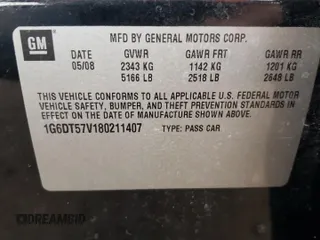 GM
MFD BY GENERAL MOTORS CORP.
DATE GVWR GAWR FRT GAWR RR
05/08 2343 KG 1142 KG 1201 KG
5166 LB 2518 LB 2648 LB
THIS VEHICLE CONFORMS TO ALL APPLICABLE U.S. FEDERAL MOTOR
VEHICLE SAFETY, BUMPER, AND THEFT PREVENTION STANDARDS IN
EFFECT ON THE DATE OF MANUFACTURE SHOWN ABOVE.
1G6DT57V180211407 TYPE: PASS CAR
IDREAMGID